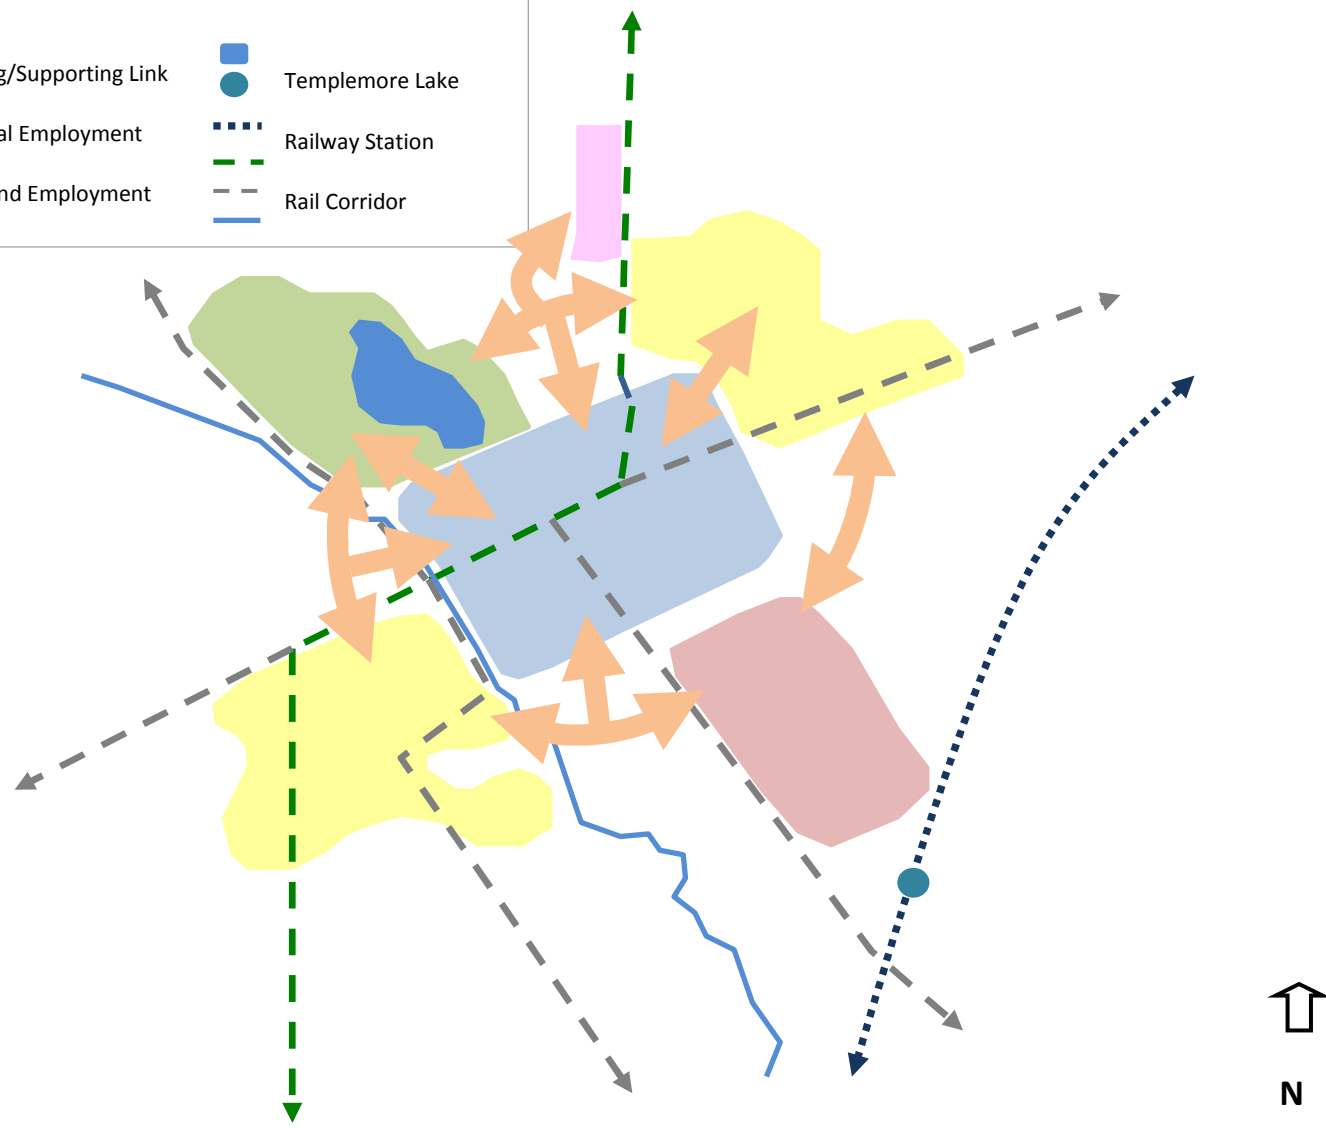 g/Supporting Link
Templemore Lake
al Employment
Railway Station
nd Employment
Rail Corridor
N